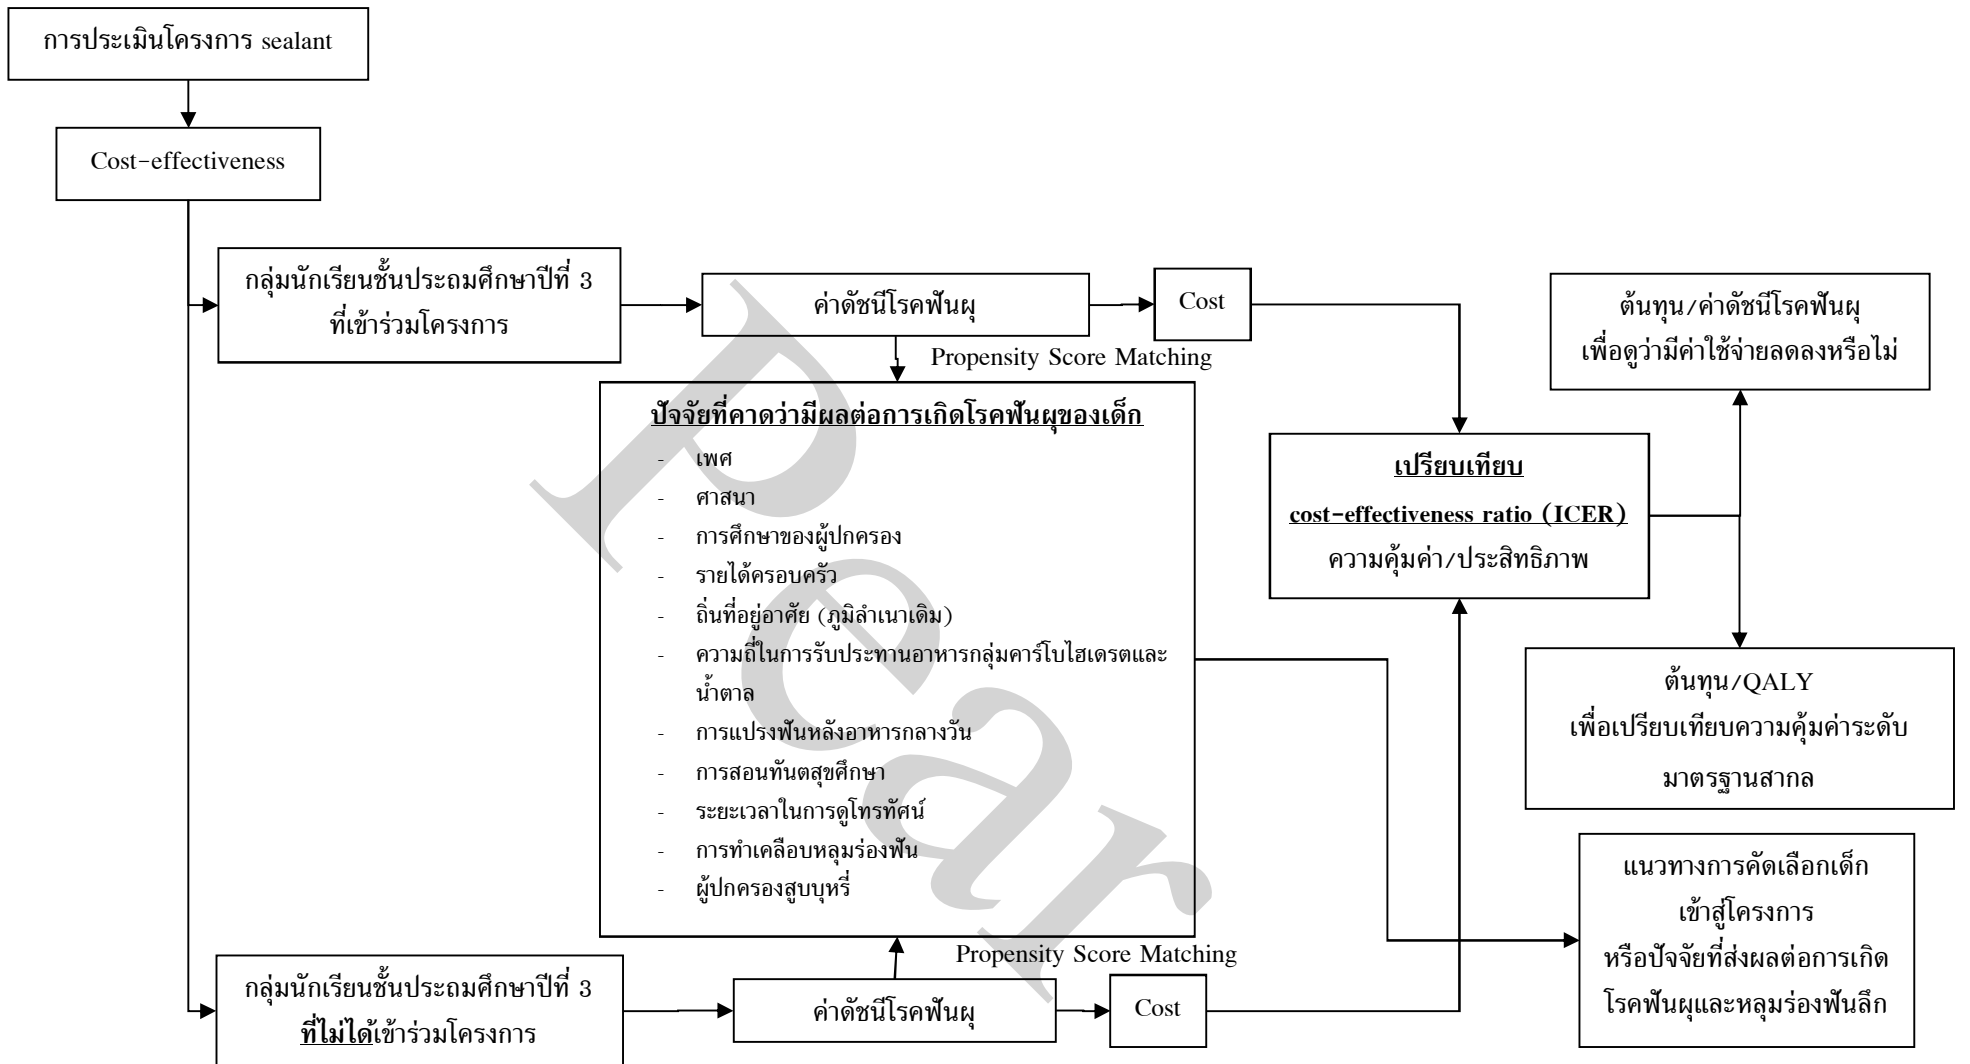 การประเมินโครงการ sealant
Cost-effectiveness
กลุ่มนักเรียนชั้นประถมศึกษาปีที่ 3
ที่เข้าร่วมโครงการ
ค่าดัชนีโรคฟันผุ
Cost
Propensity Score Matching
ปัจจัยที่คาดว่ามีผลต่อการเกิดโรคฟันผุของเด็ก
- เพศ
- ศาสนา
- การศึกษาของผู้ปกครอง
- รายได้ครอบครัว
- ถิ่นที่อยู่อาศัย (ภูมิลำเนาเดิม)
- ความถี่ในการรับประทานอาหารกลุ่มคาร์โบไฮเดรตและ
น้ำตาล
- การแปรงฟันหลังอาหารกลางวัน
- การสอนทันตสุขศึกษา
- ระยะเวลาในการดูโทรทัศน์
- การทำเคลือบหลุมร่องฟัน
- ผู้ปกครองสูบบุหรี่
Propensity Score Matching
กลุ่มนักเรียนชั้นประถมศึกษาปีที่ 3
ที่ไม่ได้เข้าร่วมโครงการ
ค่าดัชนีโรคฟันผุ
Cost
เปรียบเทียบ
cost-effectiveness ratio (ICER)
ความคุ้มค่า/ประสิทธิภาพ
ต้นทุน/ค่าดัชนีโรคฟันผุ
เพื่อดูว่ามีค่าใช้จ่ายลดลงหรือไม่
ต้นทุน/QALY
เพื่อเปรียบเทียบความคุ้มค่าระดับ
มาตรฐานสากล
แนวทางการคัดเลือกเด็ก
เข้าสู่โครงการ
หรือปัจจัยที่ส่งผลต่อการเกิด
โรคฟันผุและหลุมร่องฟันลึก
Pear